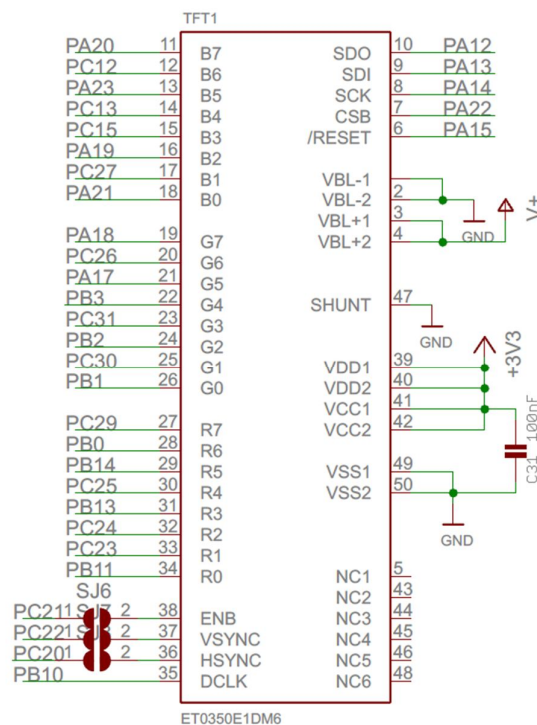 TFT1
PA20 11 B7 SDO 10 PA12
PC12 12 B6 SDI 9 PA13
PA23 13 B5 SCK 8 PA14
PC13 14 B4 CSB 7 PA22
PC15 15 B3 /RESET 6 PA15
PA19 16 B2
PC27 17 B1 VBL-1 1
PA21 18 B0 VBL-2 2
VBL+1 3 GND V+
PA18 19 G7 VBL+2 4
PC26 20 G6
PA17 21 G5
PB3 22 G4 SHUNT 47
PC31 23 G3 GND
PB2 24 G2
PC30 25 G1 VDD1 39 +3V3
PB1 26 G0 VDD2 40
VCC1 41
PC29 27 R7 VCC2 42
PB0 28 R6 C31 100nF
PB14 29 R5 VSS1 49
PC25 30 R4 VSS2 50
PB13 31 R3
PC24 32 R2 GND
PC23 33 R1
PB11 34 R0 NC1 5
SJ6 NC2 43
PC21 1 SJ7 2 38 ENB NC3 44
PC22 1 2 37 VSYNC NC4 45
PC20 1 2 36 HSYNC NC5 46
PB10 35 DCLK NC6 48
ET0350E1DM6